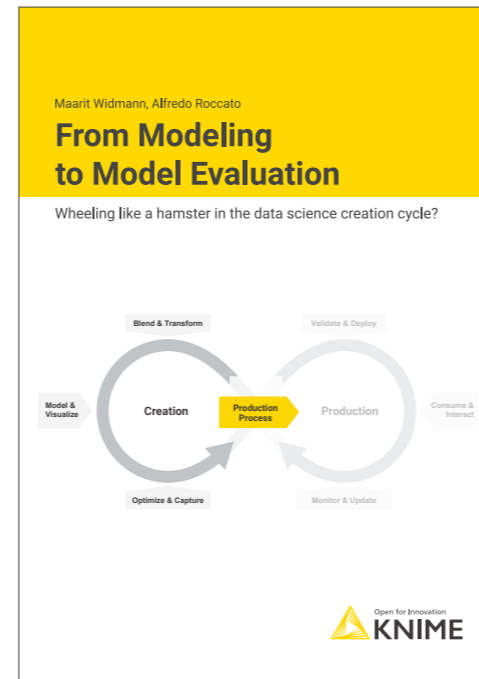 Maarit Widmann, Alfredo Roccato
From Modeling
to Model Evaluation
Wheeling like a hamster in the data science creation cycle?
Blend & Transform
Validate & Deploy
Model &
Visualize
Creation
Production
Process
Production
Consume &
Interact
Optimize & Capture
Monitor & Update
Open for Innovation
KNIME